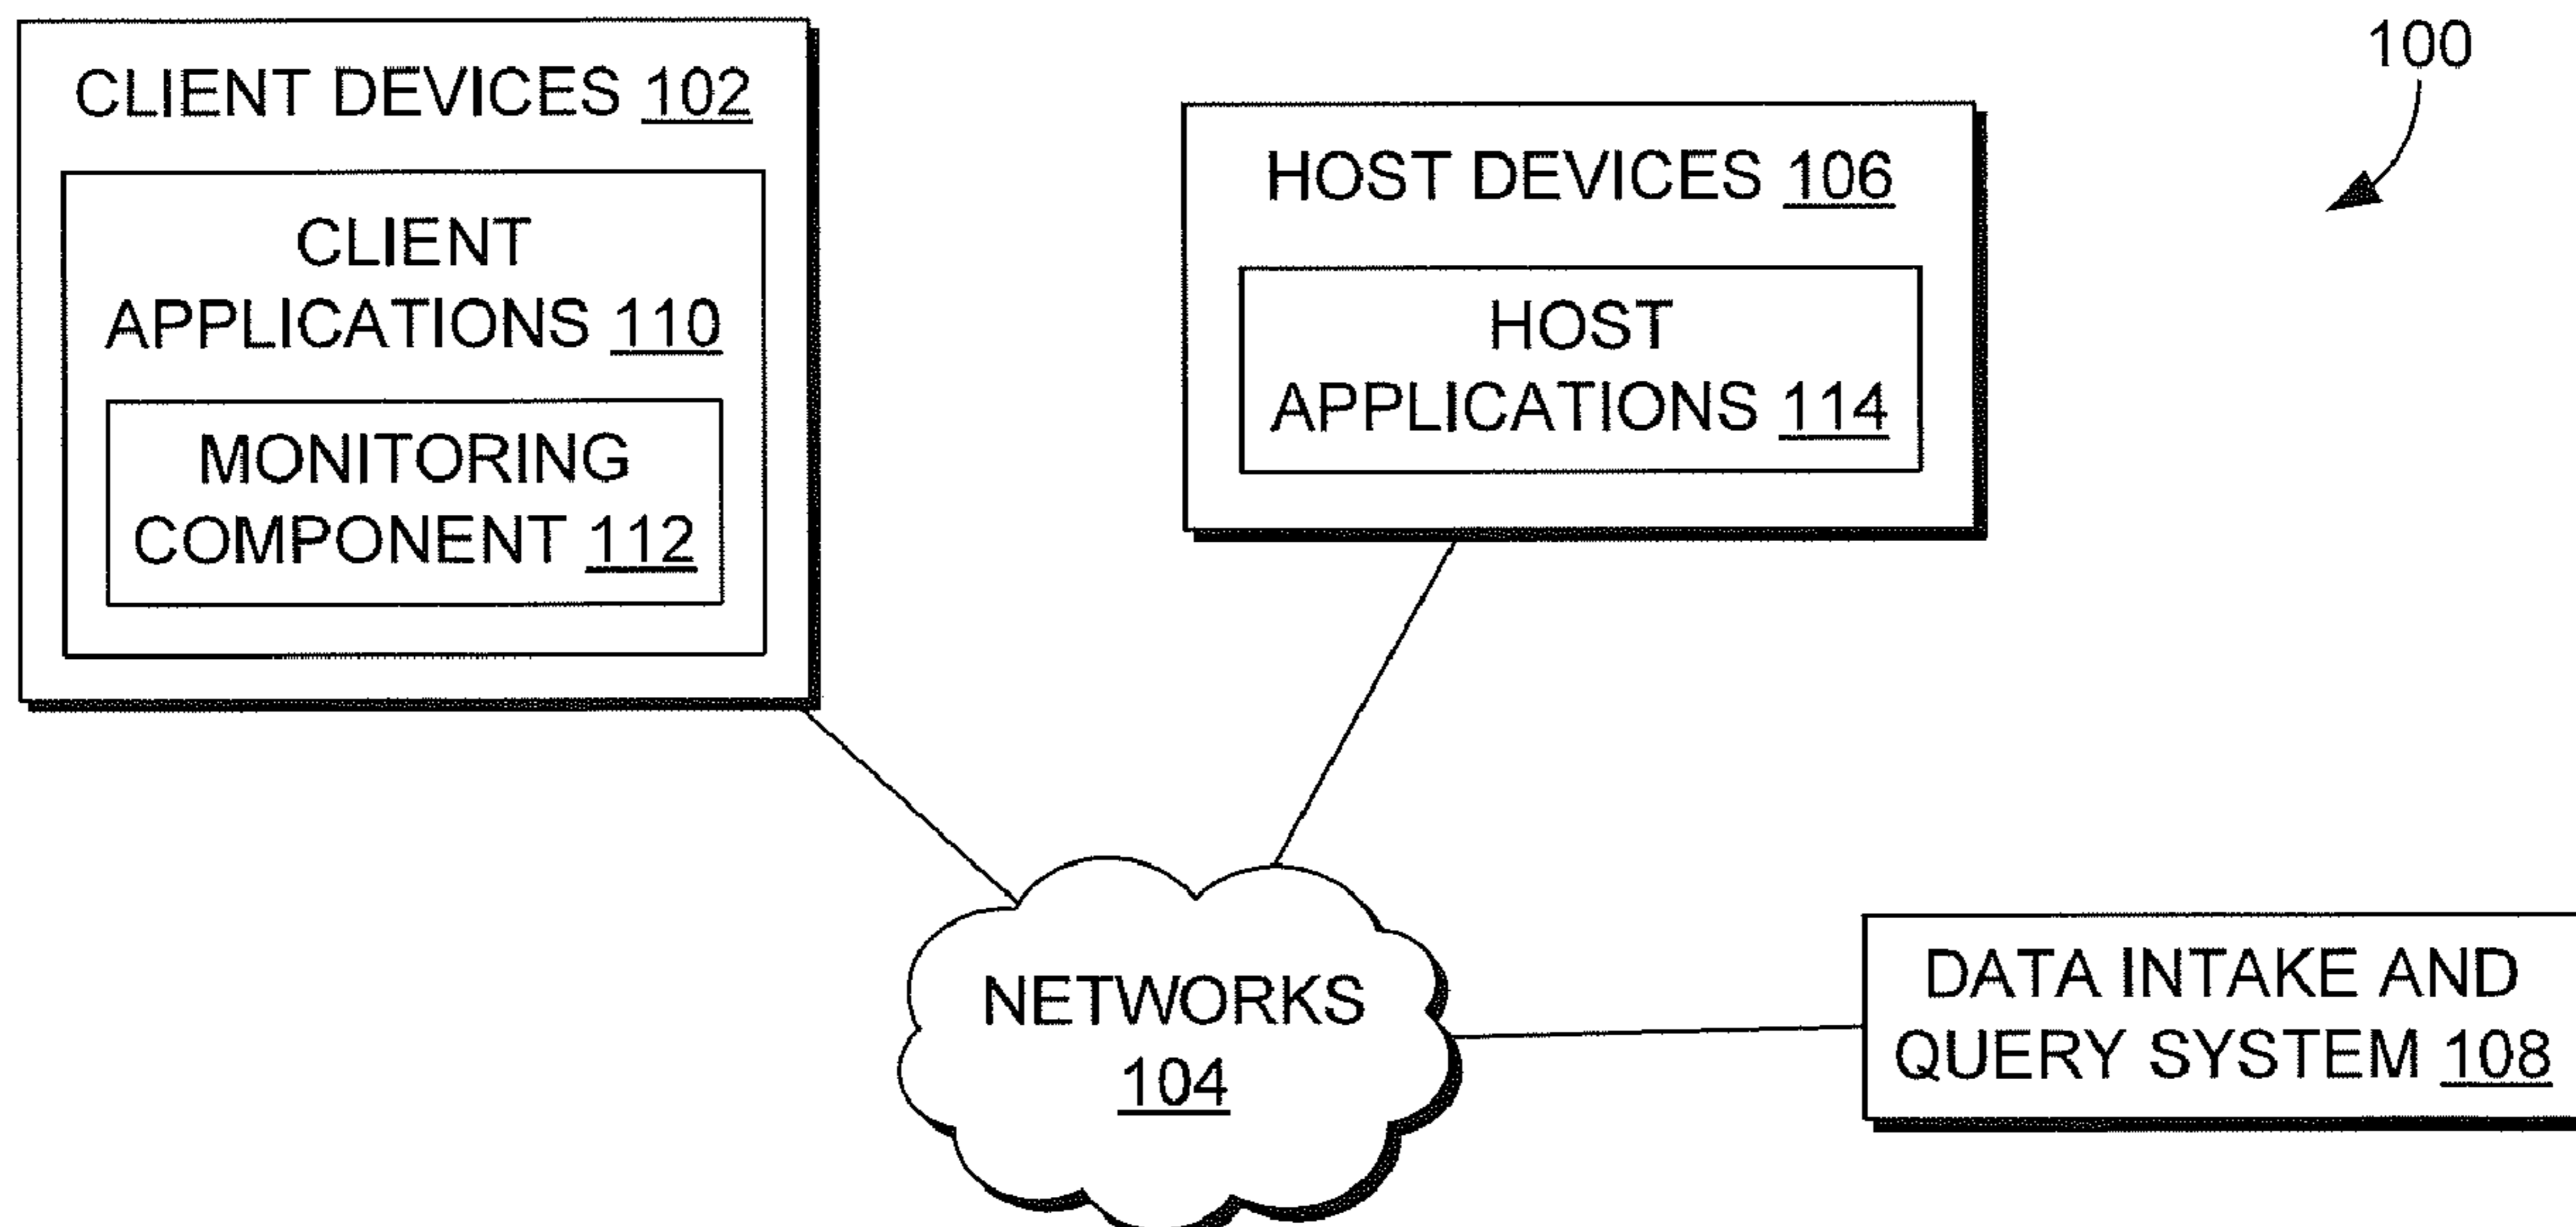 CLIENT DEVICES 102
CLIENT
APPLICATIONS 110
MONITORING
COMPONENT 112
100
HOST DEVICES 106
HOST
APPLICATIONS 114
NETWORKS
104
DATA INTAKE AND
QUERY SYSTEM 108